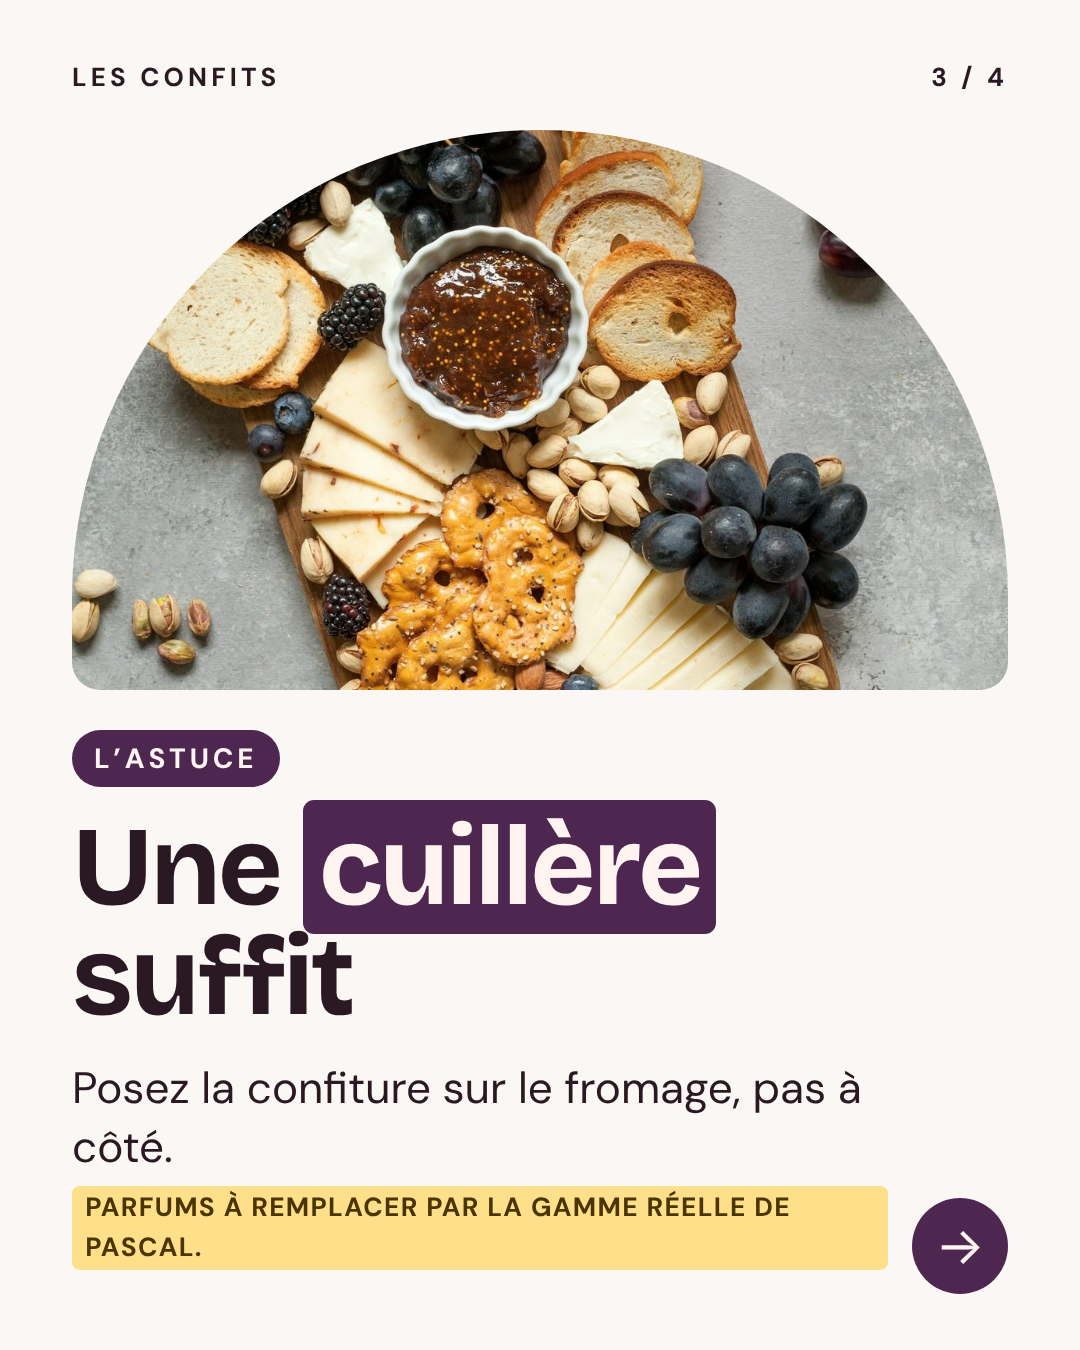 LES CONFITS
3 / 4
L’ASTUCE
Une cuillère
suffit
Posez la confiture sur le fromage, pas à
côté.
PARFUMS À REMPLACER PAR LA GAMME RÉELLE DE
PASCAL.